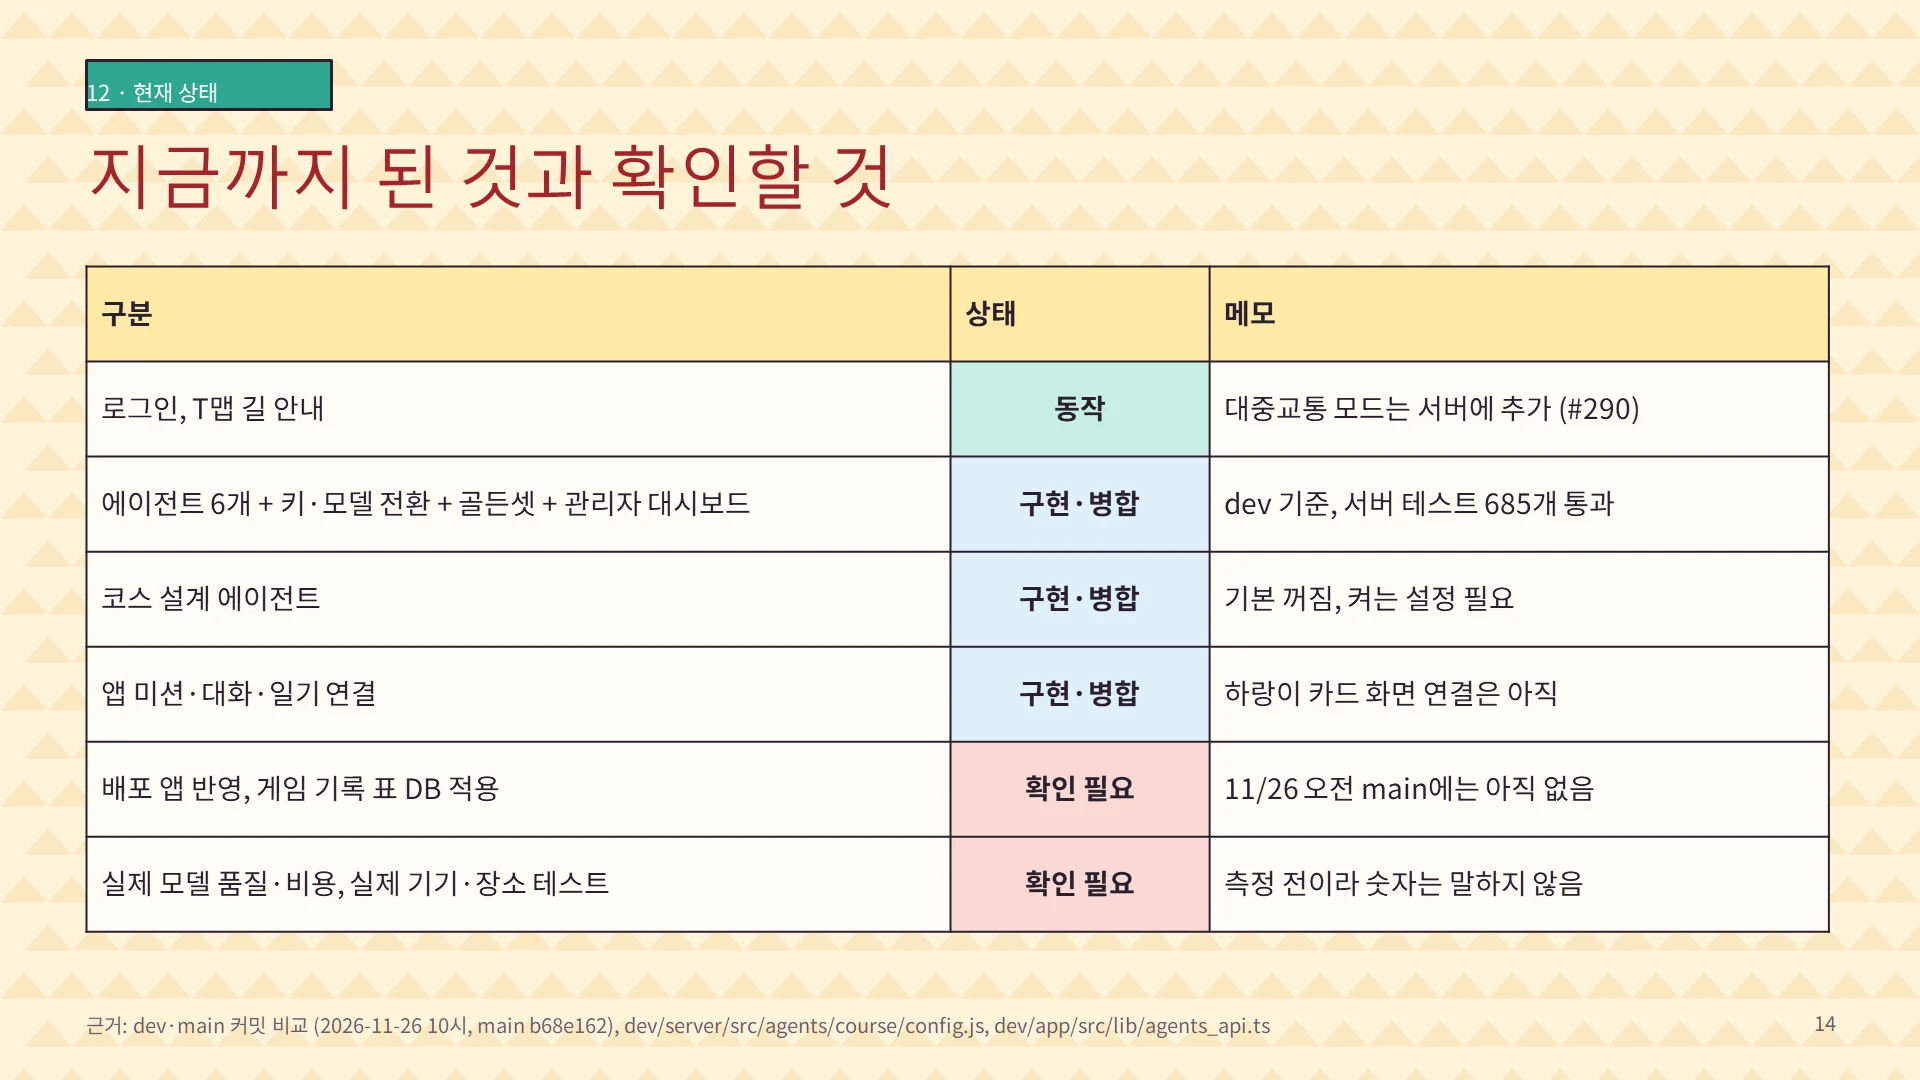 12 · 현재 상태
지금까지 된 것과 확인할 것
구분 상태 메모
로그인, T맵 길 안내 동작 대중교통 모드는 서버에 추가 (#290)
에이전트 6개 + 키·모델 전환 + 골든셋 + 관리자 대시보드 구현·병합 dev 기준, 서버 테스트 685개 통과
코스 설계 에이전트 구현·병합 기본 꺼짐, 켜는 설정 필요
앱 미션·대화·일기 연결 구현·병합 하랑이 카드 화면 연결은 아직
배포 앱 반영, 게임 기록 표 DB 적용 확인 필요 11/26 오전 main에는 아직 없음
실제 모델 품질·비용, 실제 기기·장소 테스트 확인 필요 측정 전이라 숫자는 말하지 않음
근거: dev·main 커밋 비교 (2026-11-26 10시, main b68e162), dev/server/src/agents/course/config.js, dev/app/src/lib/agents_api.ts
14